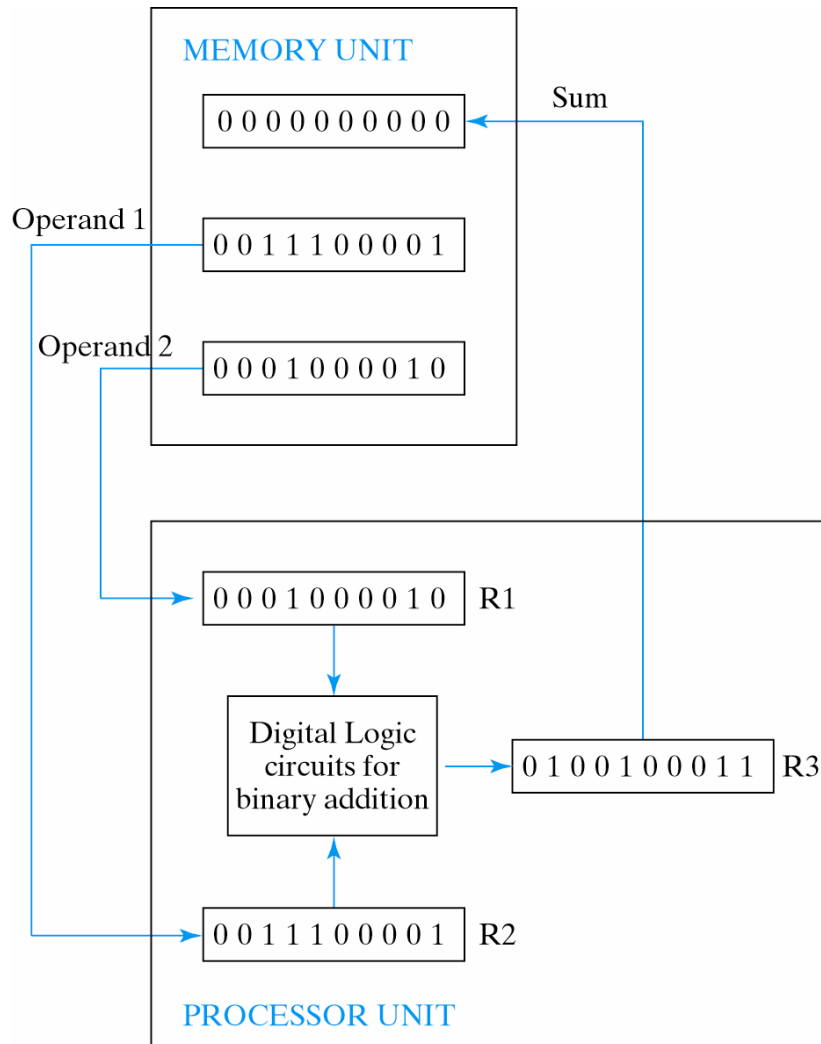 MEMORY UNIT
Sum
0 0 0 0 0 0 0 0 0 0
Operand 1
0 0 1 1 1 0 0 0 0 1
Operand 2
0 0 0 1 0 0 0 0 1 0
0 0 0 1 0 0 0 0 1 0 R1
Digital Logic
circuits for
binary addition
0 1 0 0 1 0 0 0 1 1 R3
0 0 1 1 1 0 0 0 0 1 R2
PROCESSOR UNIT